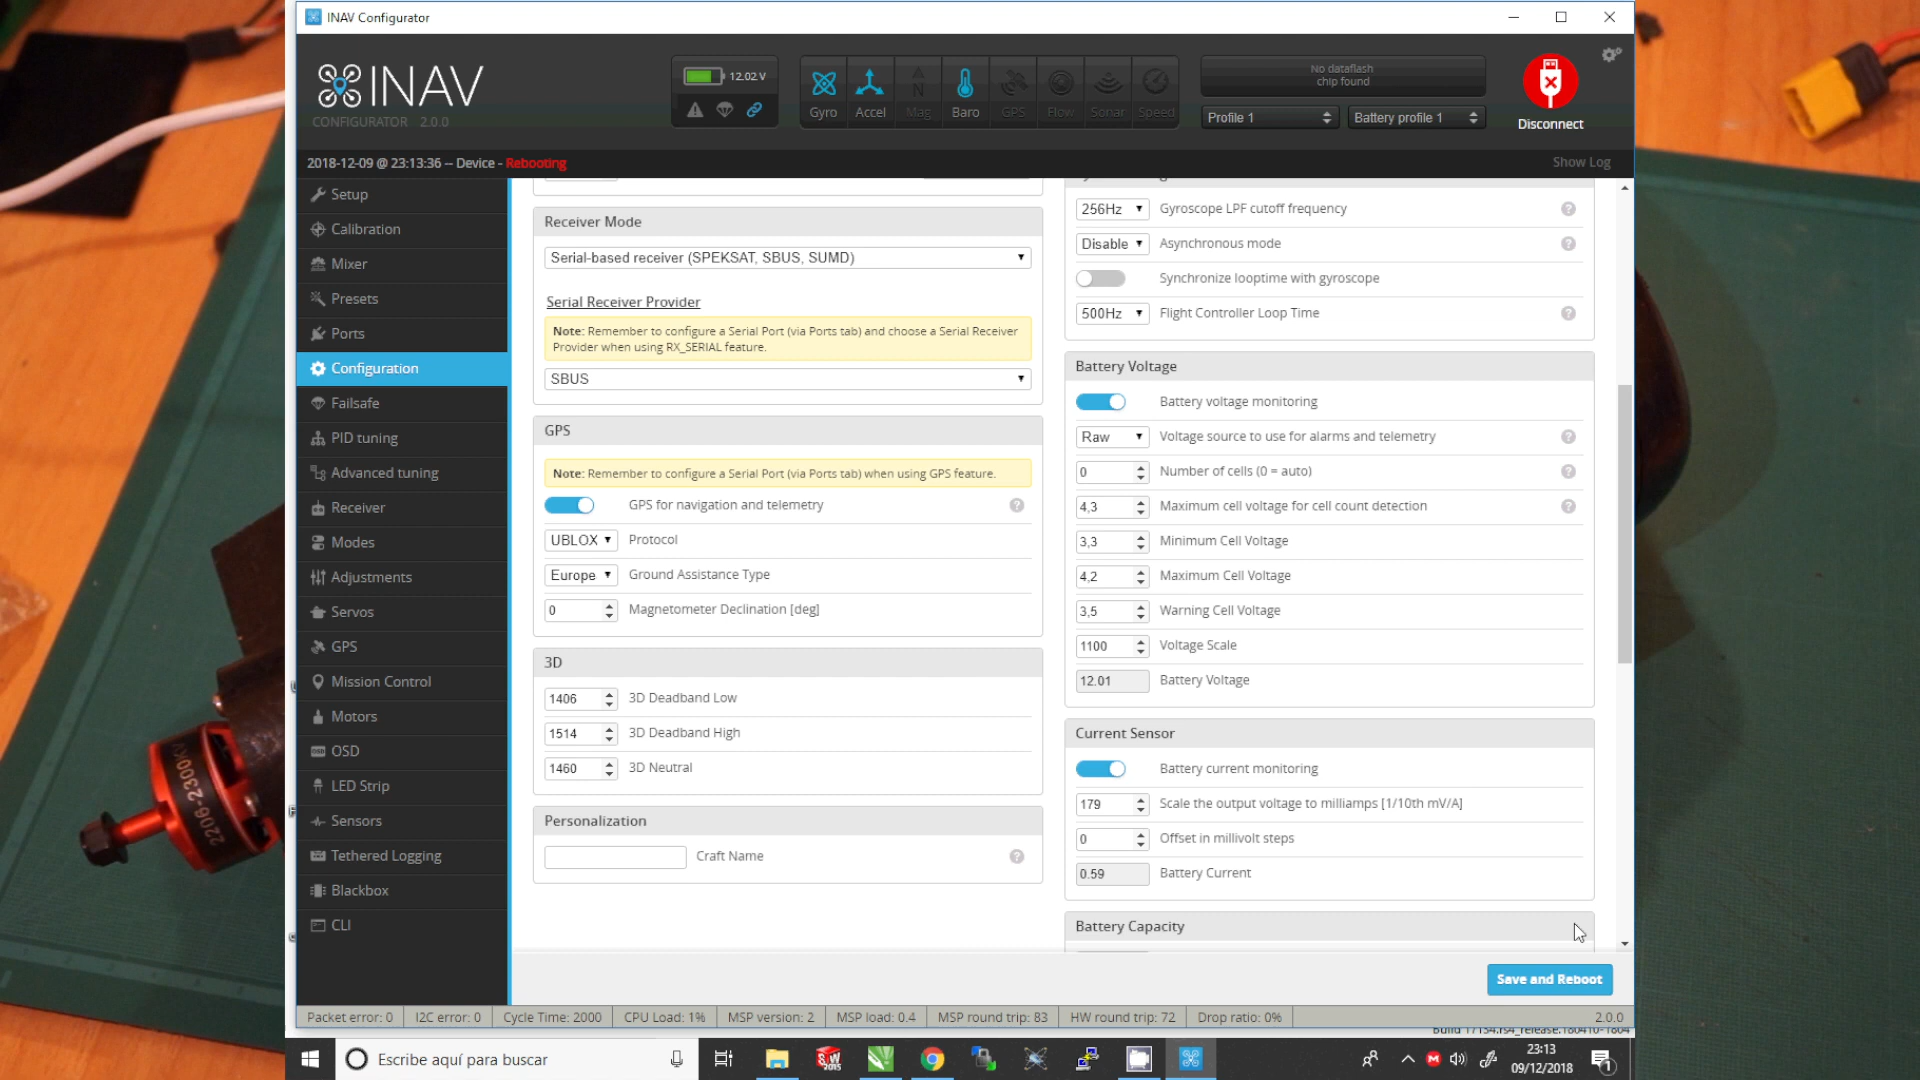 INAV Configurator
INAV
CONFIGURATOR 2.0.0
12.02 V
Gyro
Accel
Mag
Baro
GPS
Flow
Sonar
Speed
No dataflash
chip found
Profile 1
Battery profile 1
Disconnect
2018-12-09 @ 23:13:36 -- Device - Rebooting
Show Log
Setup
Calibration
Mixer
Presets
Ports
Configuration
Failsafe
PID tuning
Advanced tuning
Receiver
Modes
Adjustments
Servos
GPS
Mission Control
Motors
OSD
LED Strip
Sensors
Tethered Logging
Blackbox
CLI
Receiver Mode
Serial-based receiver (SPEKSAT, SBUS, SUMD)
Serial Receiver Provider
Note: Remember to configure a Serial Port (via Ports tab) and choose a Serial Receiver
Provider when using RX_SERIAL feature.
SBUS
GPS
Note: Remember to configure a Serial Port (via Ports tab) when using GPS feature.
GPS for navigation and telemetry
UBLOX Protocol
Europe Ground Assistance Type
0 Magnetometer Declination [deg]
3D
1406 3D Deadband Low
1514 3D Deadband High
1460 3D Neutral
Personalization
Craft Name
256Hz Gyroscope LPF cutoff frequency
Disable Asynchronous mode
Synchronize looptime with gyroscope
500Hz Flight Controller Loop Time
Battery Voltage
Battery voltage monitoring
Raw Voltage source to use for alarms and telemetry
0 Number of cells (0 = auto)
4,3 Maximum cell voltage for cell count detection
3,3 Minimum Cell Voltage
4,2 Maximum Cell Voltage
3,5 Warning Cell Voltage
1100 Voltage Scale
12.01 Battery Voltage
Current Sensor
Battery current monitoring
179 Scale the output voltage to milliamps [1/10th mV/A]
0 Offset in millivolt steps
0.59 Battery Current
Battery Capacity
Save and Reboot
Packet error: 0
I2C error: 0
Cycle Time: 2000
CPU Load: 1%
MSP version: 2
MSP load: 0.4
MSP round trip: 83
HW round trip: 72
Drop ratio: 0%
2.0.0
Build 17134.rs4_release.180410-1804
Escribe aquí para buscar
23:13
09/12/2018
2206-2300KV